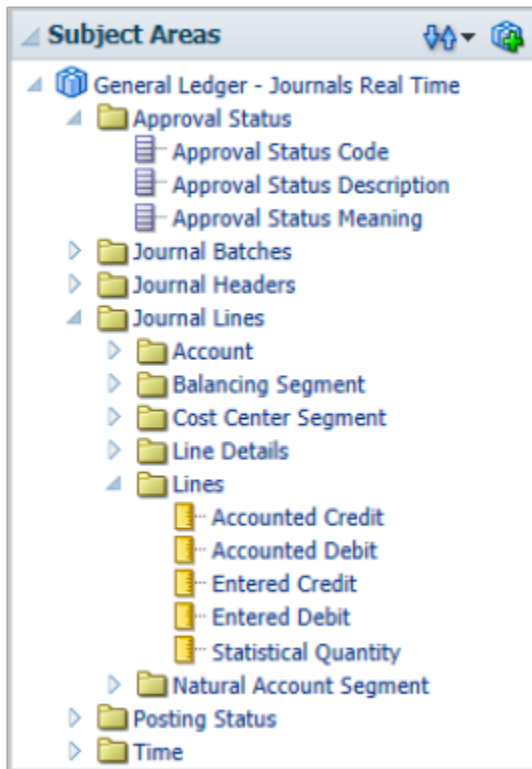 Subject Areas
General Ledger - Journals Real Time
Approval Status
Approval Status Code
Approval Status Description
Approval Status Meaning
Journal Batches
Journal Headers
Journal Lines
Account
Balancing Segment
Cost Center Segment
Line Details
Lines
Accounted Credit
Accounted Debit
Entered Credit
Entered Debit
Statistical Quantity
Natural Account Segment
Posting Status
Time